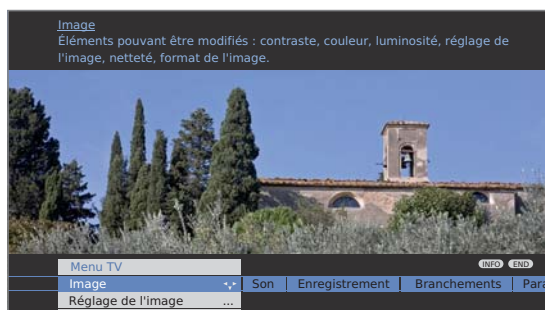 Image
Éléments pouvant être modifiés : contraste, couleur, luminosité, réglage de
l'image, netteté, format de l'image.
Menu TV
INFO END
Image Son Enregistrement Branchements Para
Réglage de l'image ...